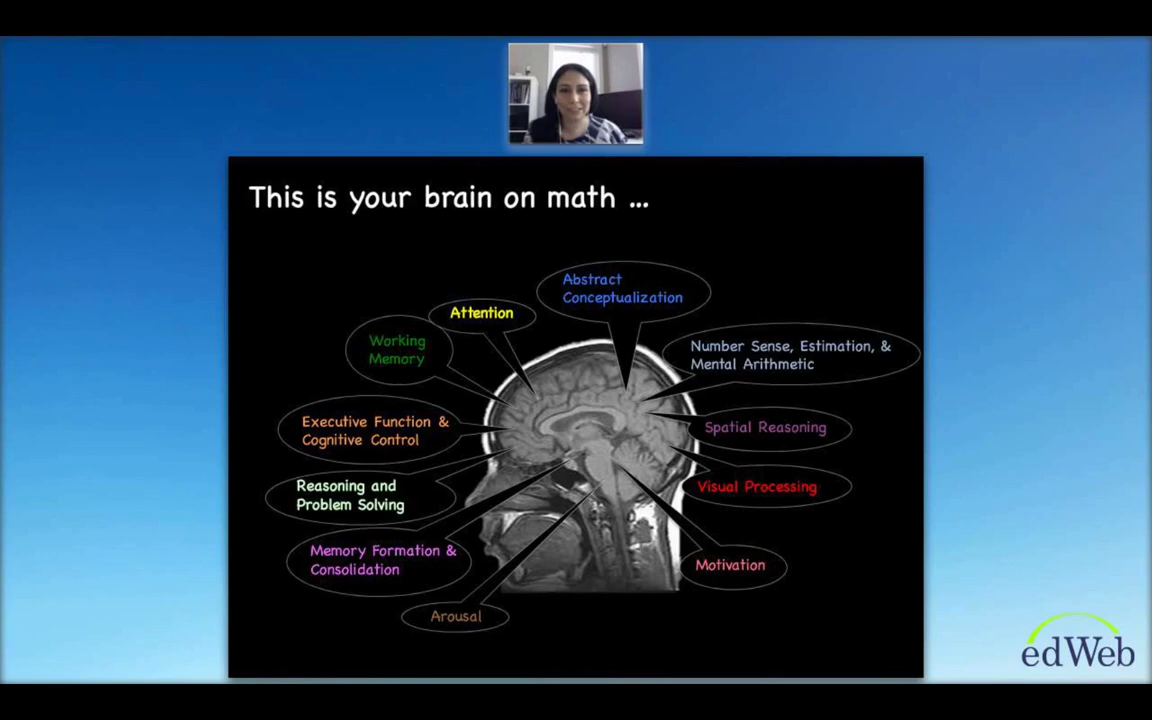 This is your brain on math ...
Abstract
Conceptualization
Attention
Working
Memory
Number Sense, Estimation, &
Mental Arithmetic
Executive Function &
Cognitive Control
Spatial Reasoning
Reasoning and
Problem Solving
Visual Processing
Memory Formation &
Consolidation
Motivation
Arousal
edWeb